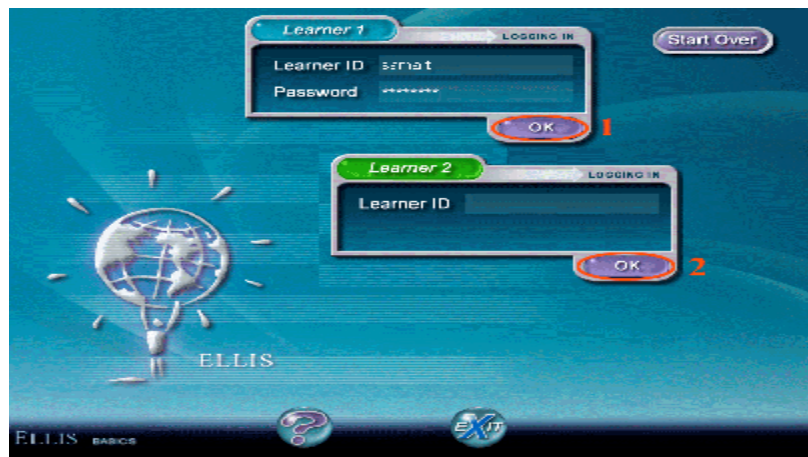 Learner 1
LOGGING IN
Start Over
Learner ID
Password ********
OK 1
Learner 2
LOGGING IN
Learner ID
OK 2
ELLIS
ELLIS BASICS
?
EXIT